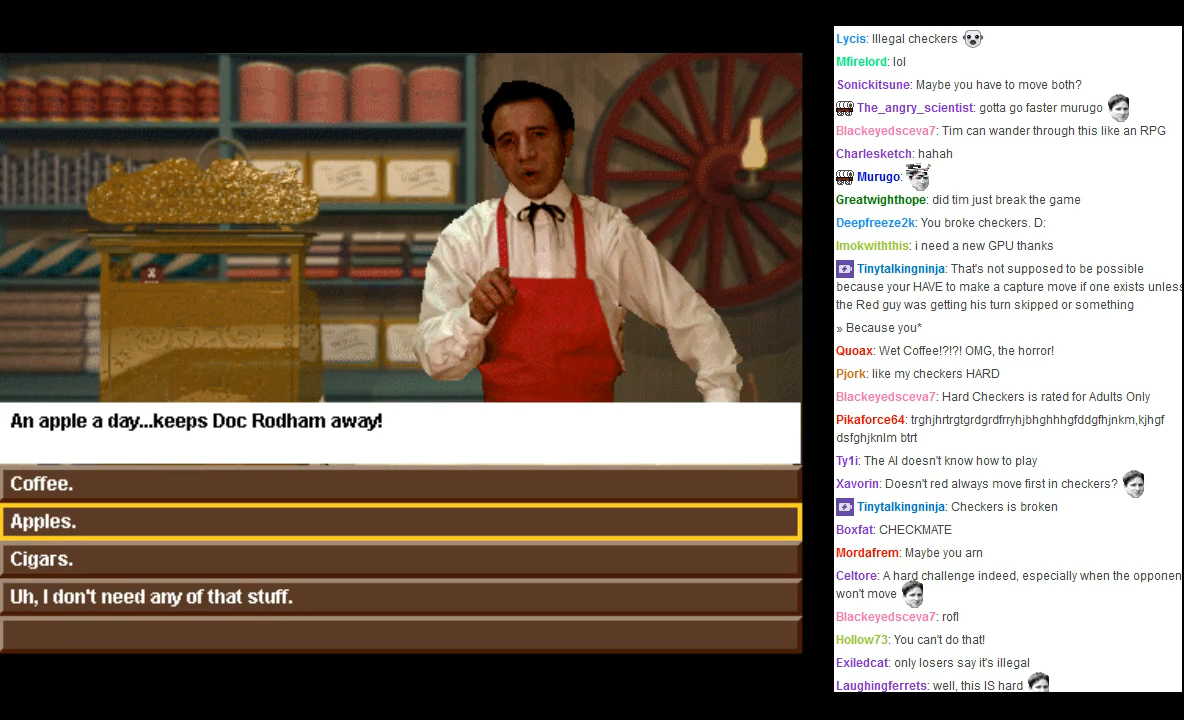 An apple a day...keeps Doc Rodham away!
Coffee.
Apples.
Cigars.
Uh, I don't need any of that stuff.
Lycis: Illegal checkers
Mfirelord: lol
Sonickitsune: Maybe you have to move both?
The_angry_scientist: gotta go faster murugo
Blackeyedsceva7: Tim can wander through this like an RPG
Charlesketch: hahah
Murugo:
Greatwighthope: did tim just break the game
Deepfreeze2k: You broke checkers. D:
Imokwiththis: i need a new GPU thanks
Tinytalkingninja: That's not supposed to be possible
because your HAVE to make a capture move if one exists unless
the Red guy was getting his turn skipped or something
» Because you*
Quoax: Wet Coffee!?!?! OMG, the horror!
Pjork: like my checkers HARD
Blackeyedsceva7: Hard Checkers is rated for Adults Only
Pikaforce64: trghjhrtrgtgrdgrdfrryhjbhghhhgfddgfhjnkm,kjhgf
dsfghjknlm btrt
Ty1i: The AI doesn't know how to play
Xavorin: Doesn't red always move first in checkers?
Tinytalkingninja: Checkers is broken
Boxfat: CHECKMATE
Mordafrem: Maybe you arn
Celtore: A hard challenge indeed, especially when the opponen
won't move
Blackeyedsceva7: rofl
Hollow73: You can't do that!
Exiledcat: only losers say it's illegal
Laughingferrets: well, this IS hard